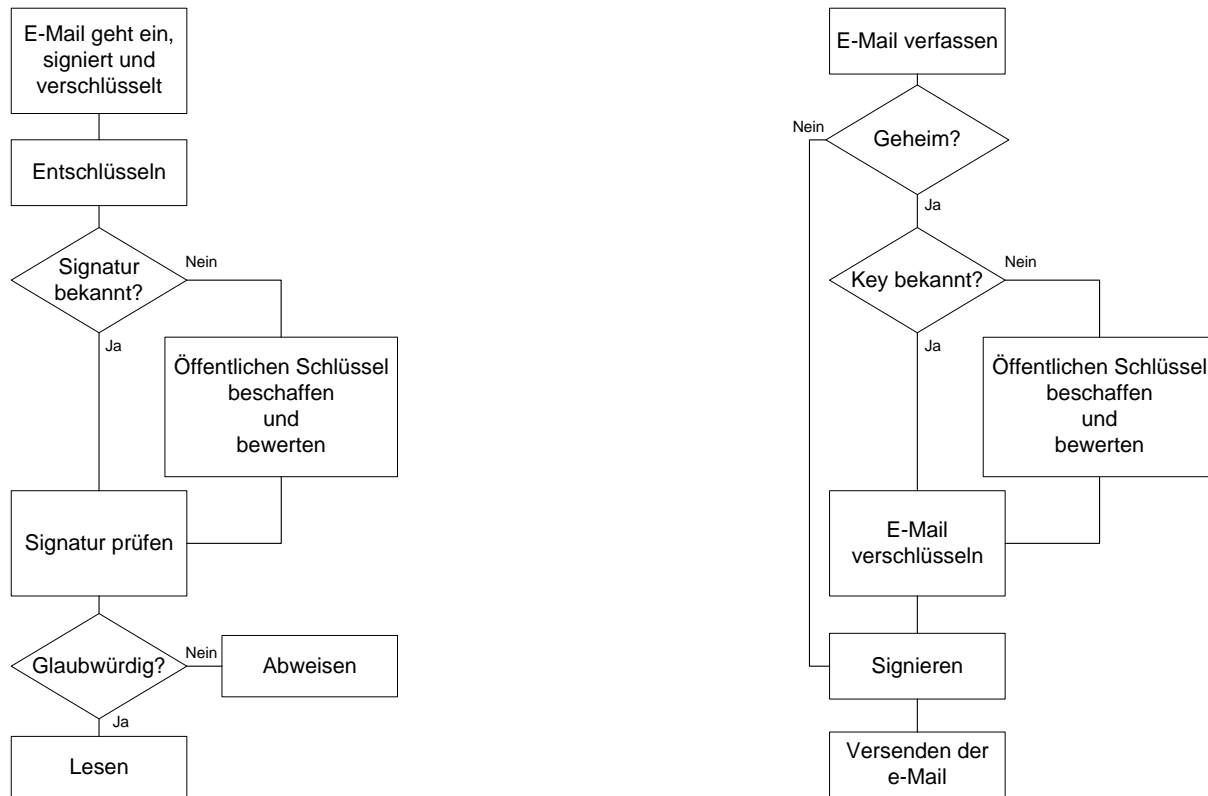 E-Mail geht ein,
signiert und
verschlüsselt
Entschlüsseln
Signatur
bekannt?
Nein
Ja
Öffentlichen Schlüssel
beschaffen
und
bewerten
Signatur prüfen
Glaubwürdig?
Nein
Abweisen
Ja
Lesen
E-Mail verfassen
Nein
Geheim?
Ja
Key bekannt?
Nein
Ja
Öffentlichen Schlüssel
beschaffen
und
bewerten
E-Mail
verschlüseln
Signieren
Versenden der
e-Mail